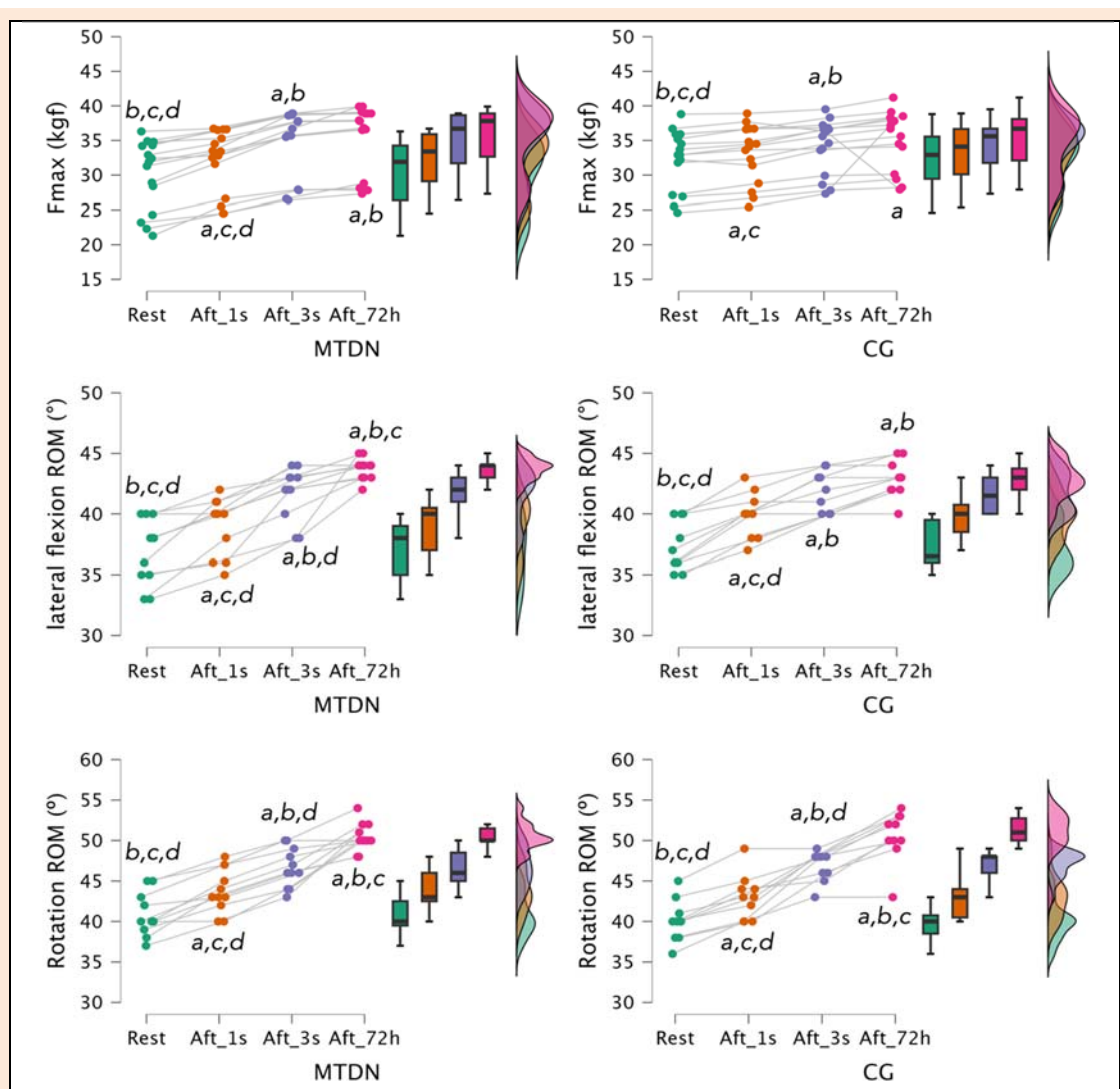 50
45
40
35
30
25
20
15
Fmax (kgf)
b,c,d
a,c,d
a,b
a,b
Rest Aft_1s Aft_3s Aft_72h
MTDN
50
45
40
35
30
25
20
15
Fmax (kgf)
b,c,d
a,c
a,b
a
Rest Aft_1s Aft_3s Aft_72h
CG
50
45
40
35
30
lateral flexion ROM (°)
b,c,d
a,c,d
a,b,d
a,b,c
Rest Aft_1s Aft_3s Aft_72h
MTDN
50
45
40
35
30
lateral flexion ROM (°)
b,c,d
a,c,d
a,b
a,b
Rest Aft_1s Aft_3s Aft_72h
CG
60
55
50
45
40
35
30
Rotation ROM (º)
b,c,d
a,c,d
a,b,d
a,b,c
Rest Aft_1s Aft_3s Aft_72h
MTDN
60
55
50
45
40
35
30
Rotation ROM (º)
b,c,d
a,c,d
a,b,d
a,b,c
Rest Aft_1s Aft_3s Aft_72h
CG